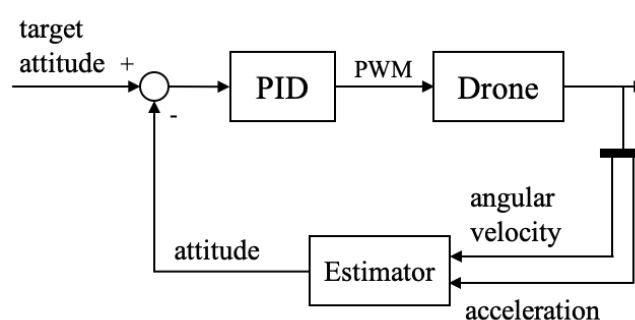 target
attitude +
PID
PWM
Drone
-
angular
velocity
attitude
Estimator
acceleration